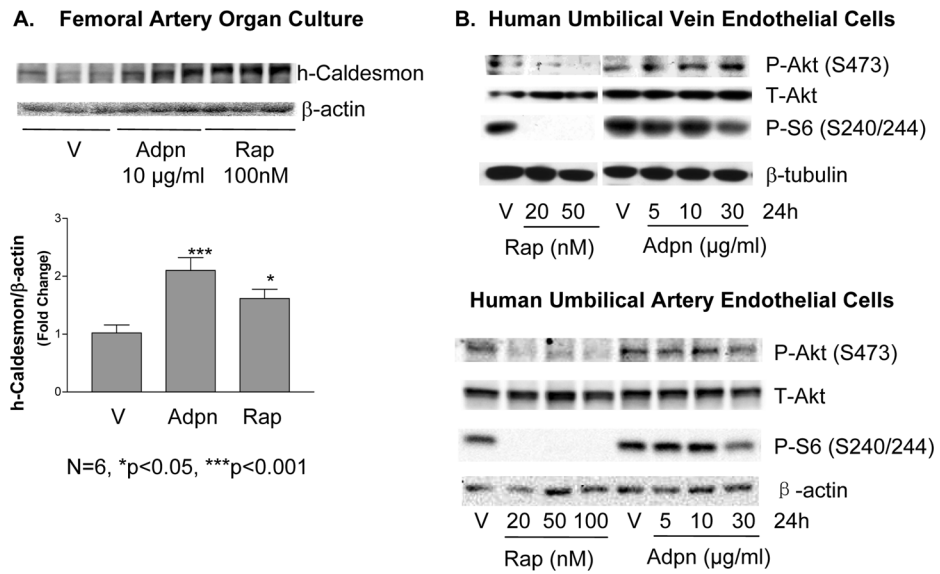 A. Femoral Artery Organ Culture
h-Caldesmon
β-actin
V Adpn Rap
10 µg/ml 100nM
h-Caldesmon/β-actin
(Fold Change)
3
2
1
0
***
*
V Adpn Rap
N=6, *p<0.05, ***p<0.001
B. Human Umbilical Vein Endothelial Cells
P-Akt (S473)
T-Akt
P-S6 (S240/244)
β-tubulin
V 20 50 V 5 10 30 24h
Rap (nM) Adpn (µg/ml)
Human Umbilical Artery Endothelial Cells
P-Akt (S473)
T-Akt
P-S6 (S240/244)
β -actin
V 20 50 100 V 5 10 30 24h
Rap (nM) Adpn (µg/ml)